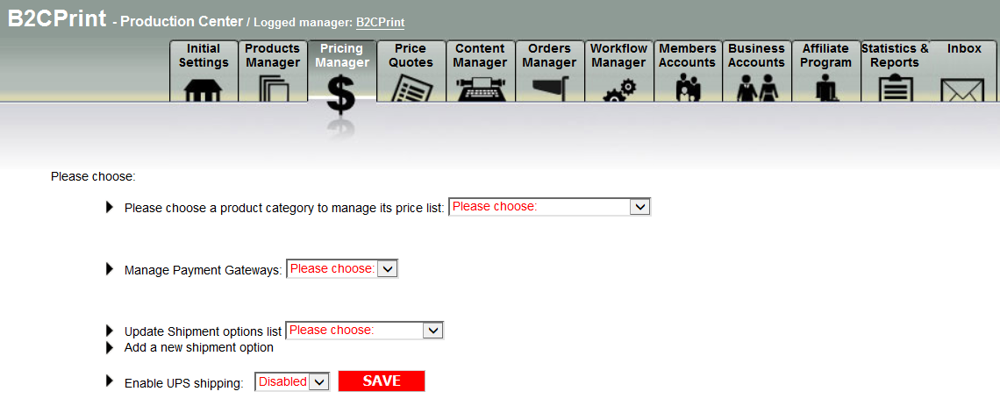 B2CPrint - Production Center / Logged manager: B2CPrint
Initial Settings
Products Manager
Pricing Manager
Price Quotes
Content Manager
Orders Manager
Workflow Manager
Members Accounts
Business Accounts
Affiliate Program
Statistics & Reports
Inbox
Please choose:
Please choose a product category to manage its price list: Please choose:
Manage Payment Gateways: Please choose:
Update Shipment options list Please choose:
Add a new shipment option
Enable UPS shipping: Disabled SAVE